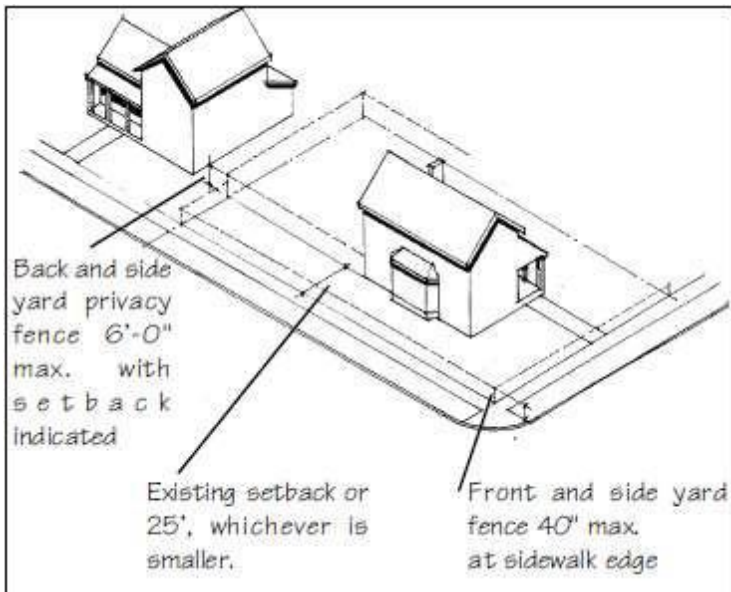 Back and side
yard privacy
fence 6'-0"
max. with
setback
indicated
Existing setback or
25', whichever is
smaller.
Front and side yard
fence 40" max.
at sidewalk edge